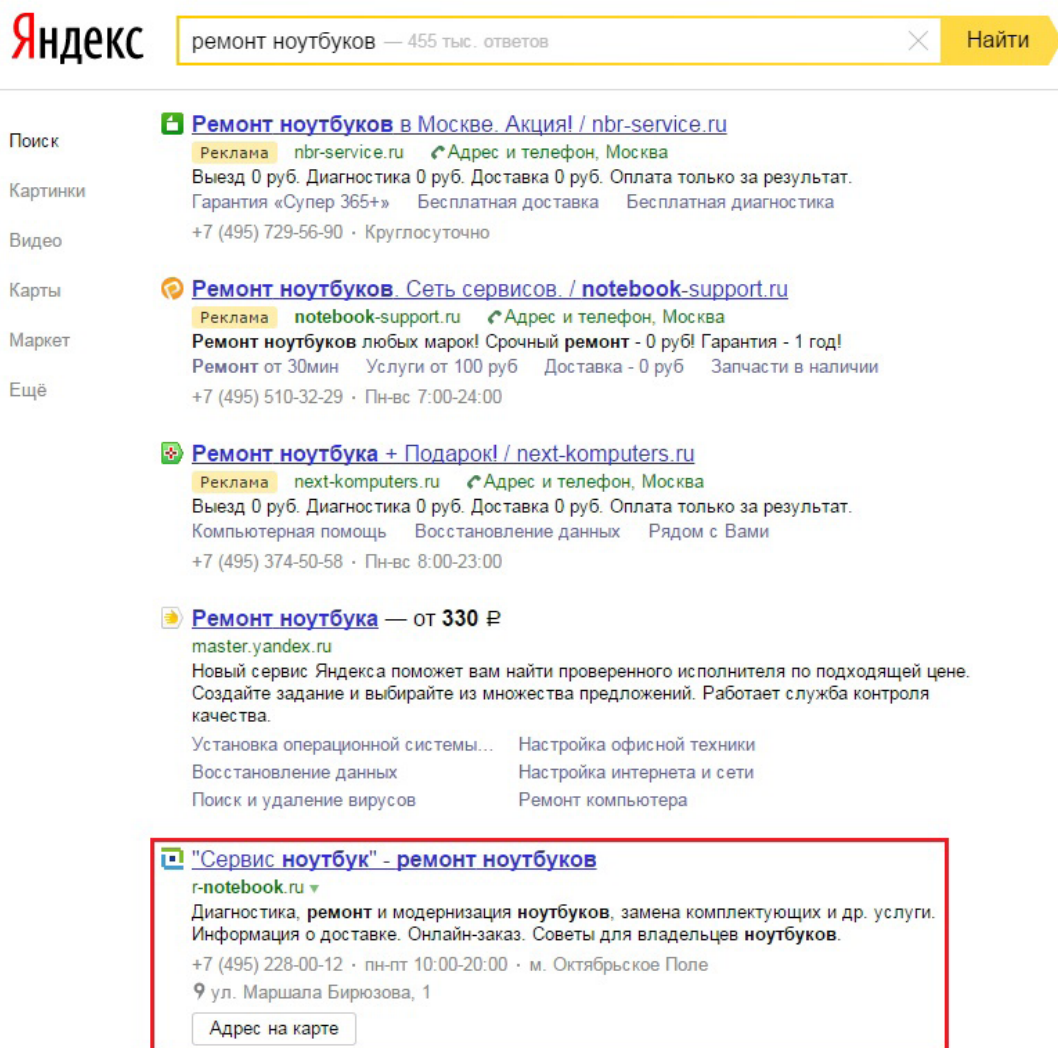 Яндекс
ремонт ноутбуков — 455 тыс. ответов
Найти
Поиск
Картинки
Видео
Карты
Маркет
Ещё
Ремонт ноутбуков в Москве. Акция! / nbr-service.ru
Реклама nbr-service.ru Адрес и телефон, Москва
Выезд 0 руб. Диагностика 0 руб. Доставка 0 руб. Оплата только за результат.
Гарантия «Супер 365+» Бесплатная доставка Бесплатная диагностика
+7 (495) 729-56-90 · Круглосуточно
Ремонт ноутбуков. Сеть сервисов. / notebook-support.ru
Реклама notebook-support.ru Адрес и телефон, Москва
Ремонт ноутбуков любых марок! Срочный ремонт - 0 руб! Гарантия - 1 год!
Ремонт от 30мин Услуги от 100 руб Доставка - 0 руб Запчасти в наличии
+7 (495) 510-32-29 · Пн-вс 7:00-24:00
Ремонт ноутбука + Подарок! / next-komputers.ru
Реклама next-komputers.ru Адрес и телефон, Москва
Выезд 0 руб. Диагностика 0 руб. Доставка 0 руб. Оплата только за результат.
Компьютерная помощь Восстановление данных Рядом с Вами
+7 (495) 374-50-58 · Пн-вс 8:00-23:00
Ремонт ноутбука — от 330 ₽
master.yandex.ru
Новый сервис Яндекса поможет вам найти проверенного исполнителя по подходящей цене.
Создайте задание и выбирайте из множества предложений. Работает служба контроля
качества.
Установка операционной системы... Настройка офисной техники
Восстановление данных Настройка интернета и сети
Поиск и удаление вирусов Ремонт компьютера
"Сервис ноутбук" - ремонт ноутбуков
r-notebook.ru
Диагностика, ремонт и модернизация ноутбуков, замена комплектующих и др. услуги.
Информация о доставке. Онлайн-заказ. Советы для владельцев ноутбуков.
+7 (495) 228-00-12 · пн-пт 10:00-20:00 · м. Октябрьское Поле
ул. Маршала Бирюзова, 1
Адрес на карте